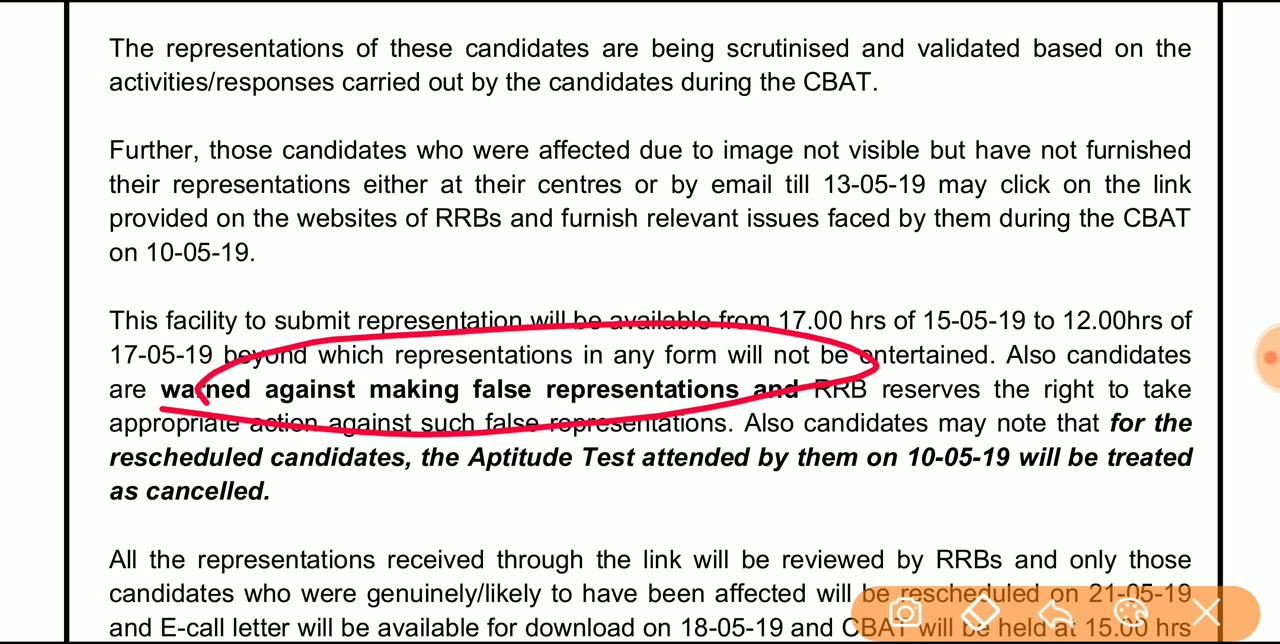 The representations of these candidates are being scrutinised and validated based on the
activities/responses carried out by the candidates during the CBAT.
Further, those candidates who were affected due to image not visible but have not furnished
their representations either at their centres or by email till 13-05-19 may click on the link
provided on the websites of RRBs and furnish relevant issues faced by them during the CBAT
on 10-05-19.
This facility to submit representation will be available from 17.00 hrs of 15-05-19 to 12.00hrs of
17-05-19 beyond which representations in any form will not be entertained. Also candidates
are warned against making false representations and RRB reserves the right to take
appropriate action against such false representations. Also candidates may note that for the
rescheduled candidates, the Aptitude Test attended by them on 10-05-19 will be treated
as cancelled.
All the representations received through the link will be reviewed by RRBs and only those
candidates who were genuinely/likely to have been affected will be rescheduled on 21-05-19
and E-call letter will be available for download on 18-05-19 and CBAT will be held at 15.00 hrs